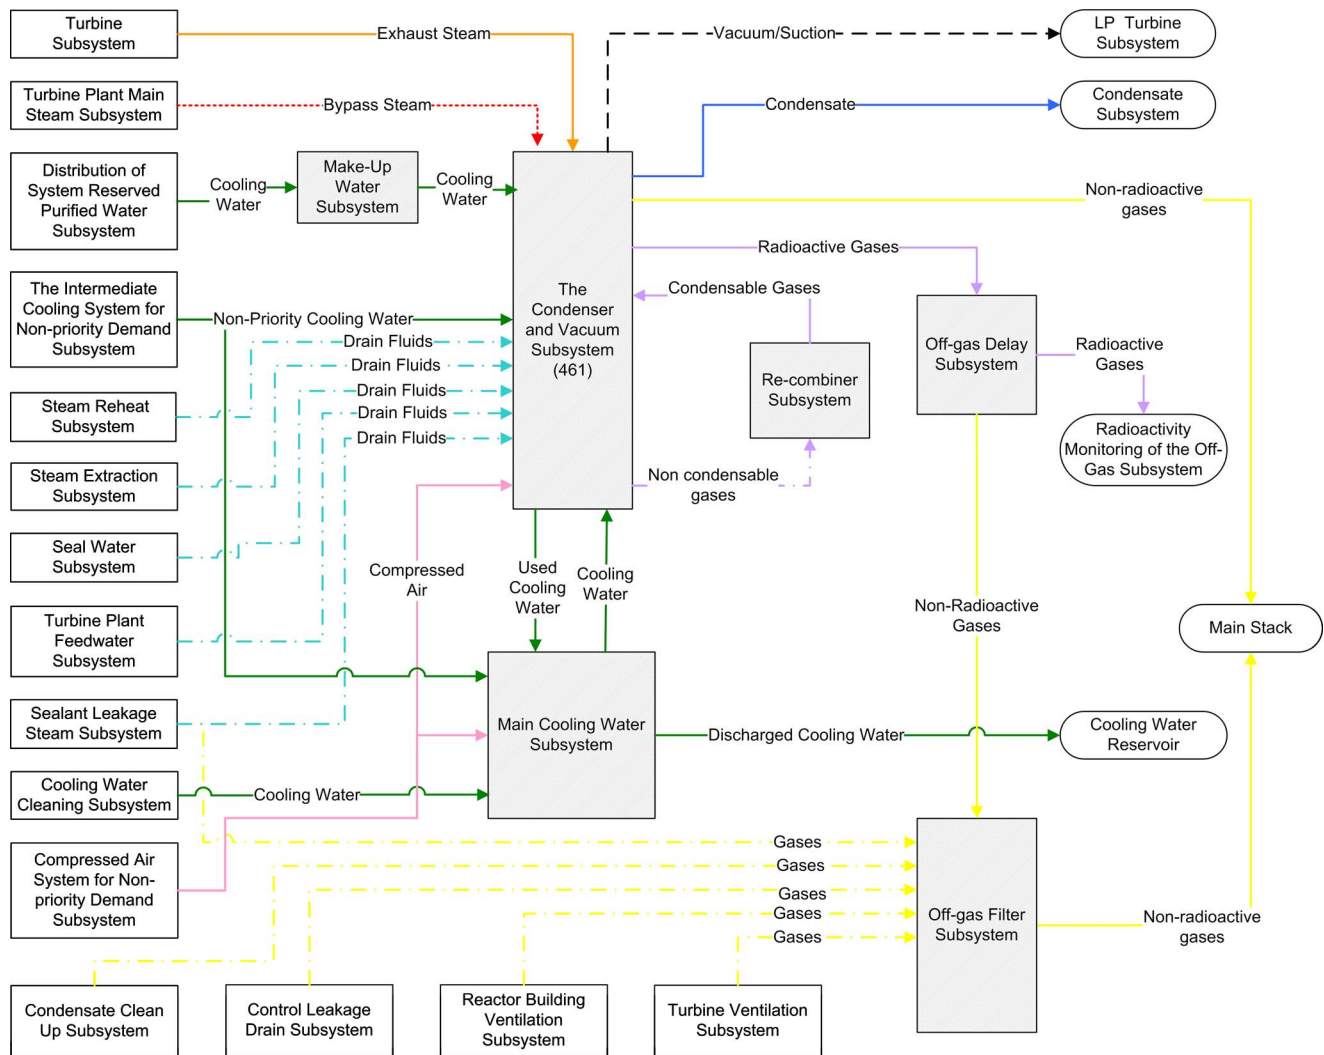 Turbine
Subsystem
Exhaust Steam
Vacuum/Suction
LP Turbine
Subsystem
Turbine Plant Main
Steam Subsystem
Bypass Steam
Condensate
Condensate
Subsystem
Distribution of
System Reserved
Purified Water
Subsystem
Cooling
Water
Make-Up
Water
Subsystem
Cooling
Water
Non-radioactive
gases
The Intermediate
Cooling System for
Non-priority Demand
Subsystem
Non-Priority Cooling Water
The
Condenser
and Vacuum
Subsystem
(461)
Radioactive Gases
Condensable Gases
Re-combiner
Subsystem
Non condensable
gases
Off-gas Delay
Subsystem
Radioactive
Gases
Radioactivity
Monitoring of the Off-
Gas Subsystem
Drain Fluids
Drain Fluids
Drain Fluids
Drain Fluids
Drain Fluids
Steam Reheat
Subsystem
Steam Extraction
Subsystem
Seal Water
Subsystem
Turbine Plant
Feedwater
Subsystem
Sealant Leakage
Steam Subsystem
Cooling Water
Cleaning Subsystem
Cooling Water
Compressed
Air
Used
Cooling
Water
Cooling
Water
Main Cooling Water
Subsystem
Discharged Cooling Water
Cooling Water
Reservoir
Non-Radioactive
Gases
Main Stack
Compressed Air
System for Non-
priority Demand
Subsystem
Gases
Gases
Gases
Gases
Gases
Off-gas Filter
Subsystem
Non-radioactive
gases
Condensate Clean
Up Subsystem
Control Leakage
Drain Subsystem
Reactor Building
Ventilation
Subsystem
Turbine Ventilation
Subsystem